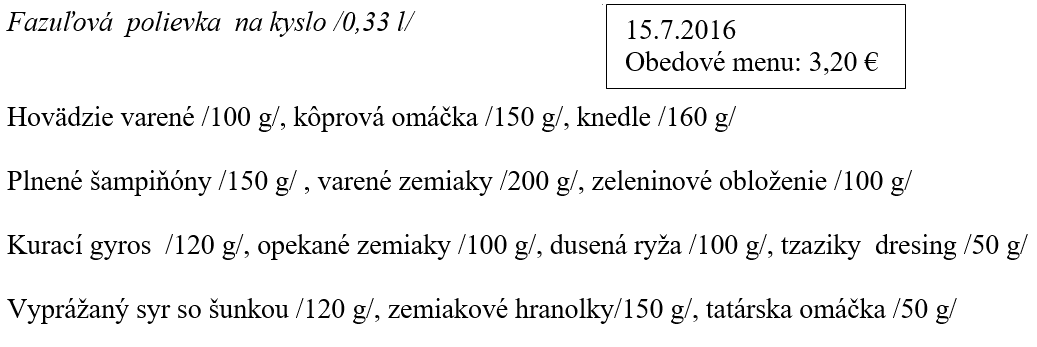 Fazuľová polievka na kyslo /0,33 l/
15.7.2016
Obedové menu: 3,20 €
Hovädzie varené /100 g/, kôprová omáčka /150 g/, knedle /160 g/
Plnené šampiňóny /150 g/ , varené zemiaky /200 g/, zeleninové obloženie /100 g/
Kurací gyros /120 g/, opekané zemiaky /100 g/, dusená ryža /100 g/, tzaziky dresing /50 g/
Vyprážaný syr so šunkou /120 g/, zemiakové hranolky/150 g/, tatárska omáčka /50 g/